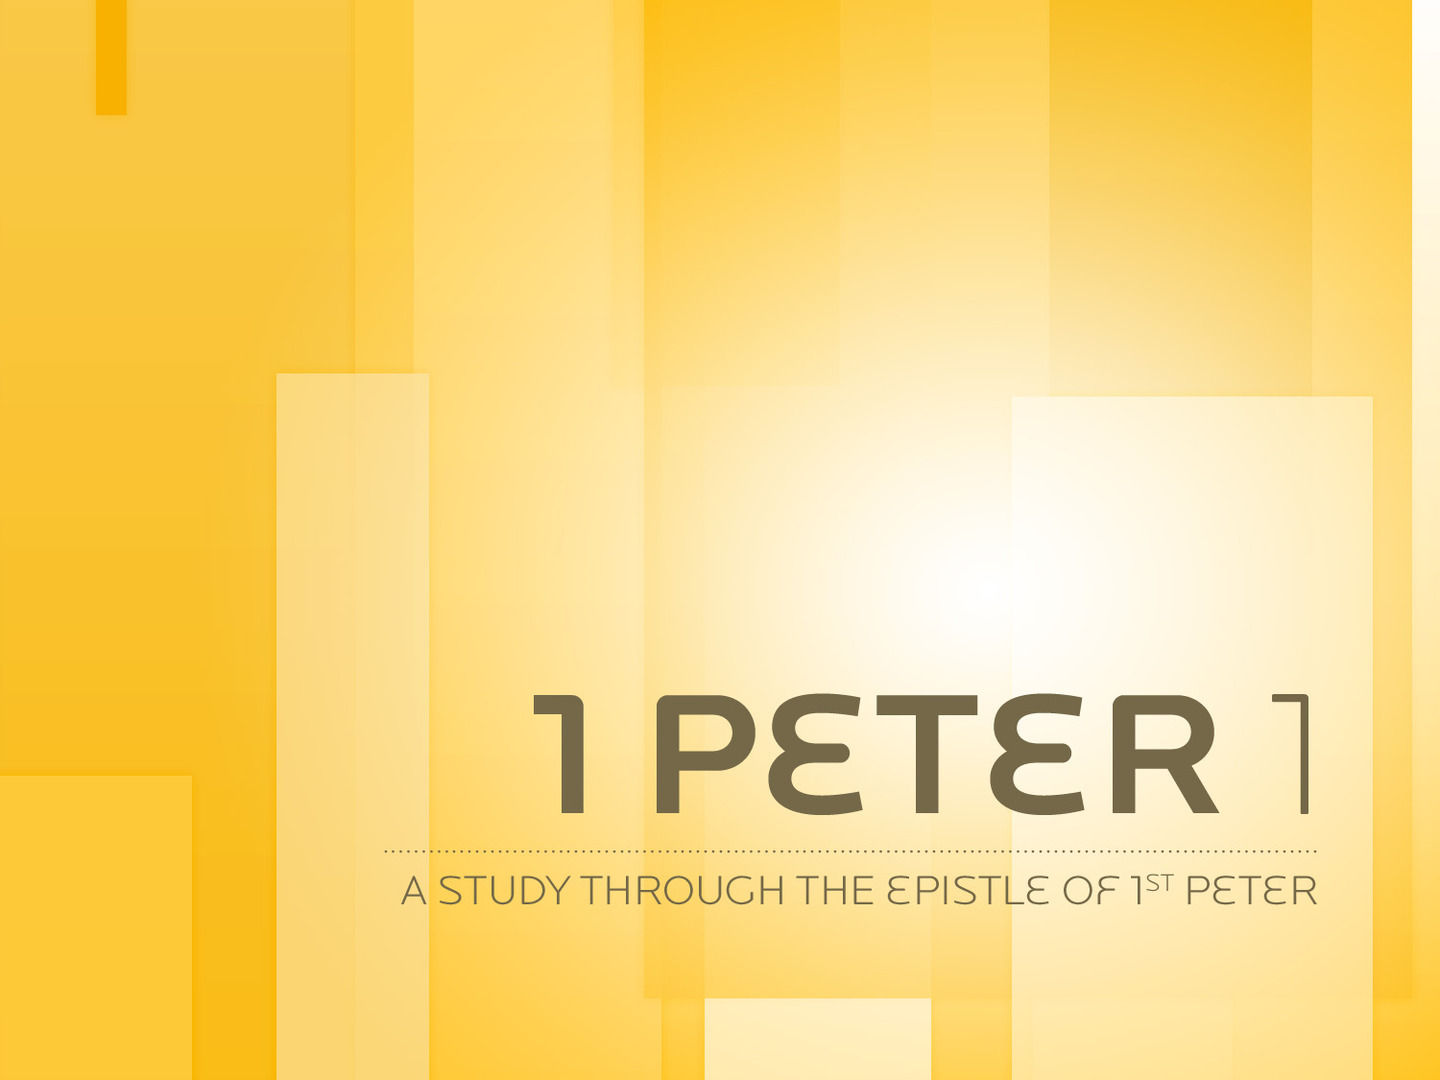 1 PETER 1
A STUDY THROUGH THE EPISTLE OF 1ST PETER